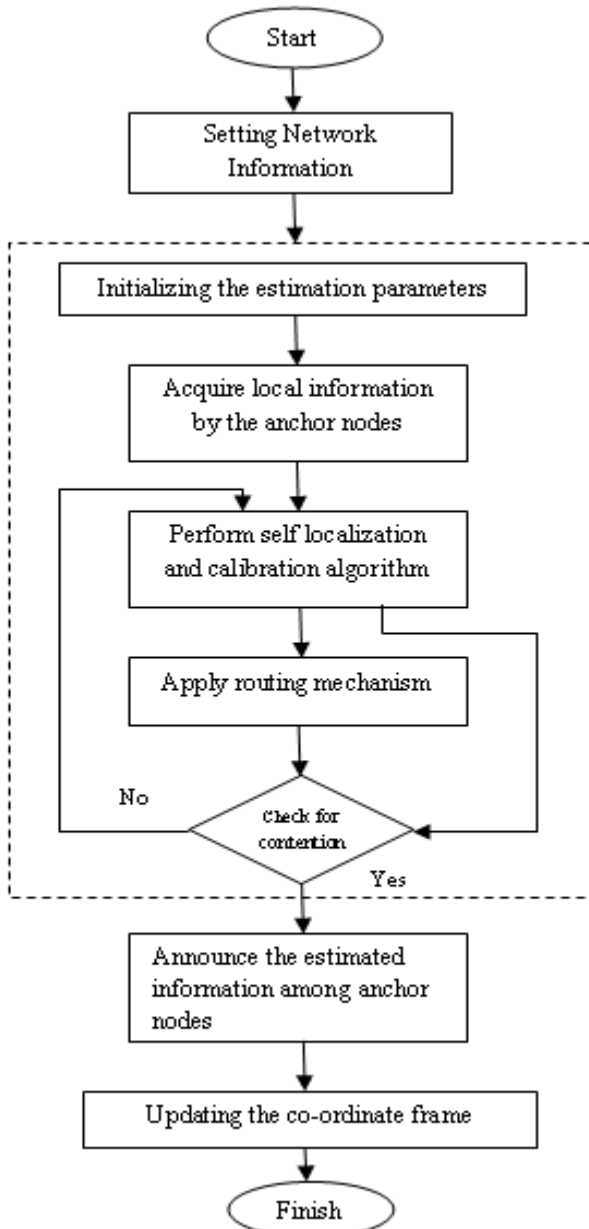 Start
Setting Network
Information
Initializing the estimation parameters
Acquire local information
by the anchor nodes
Perform self localization
and calibration algorithm
Apply routing mechanism
No
Check for
contention
Yes
Announce the estimated
information among anchor
nodes
Updating the co-ordinate frame
Finish